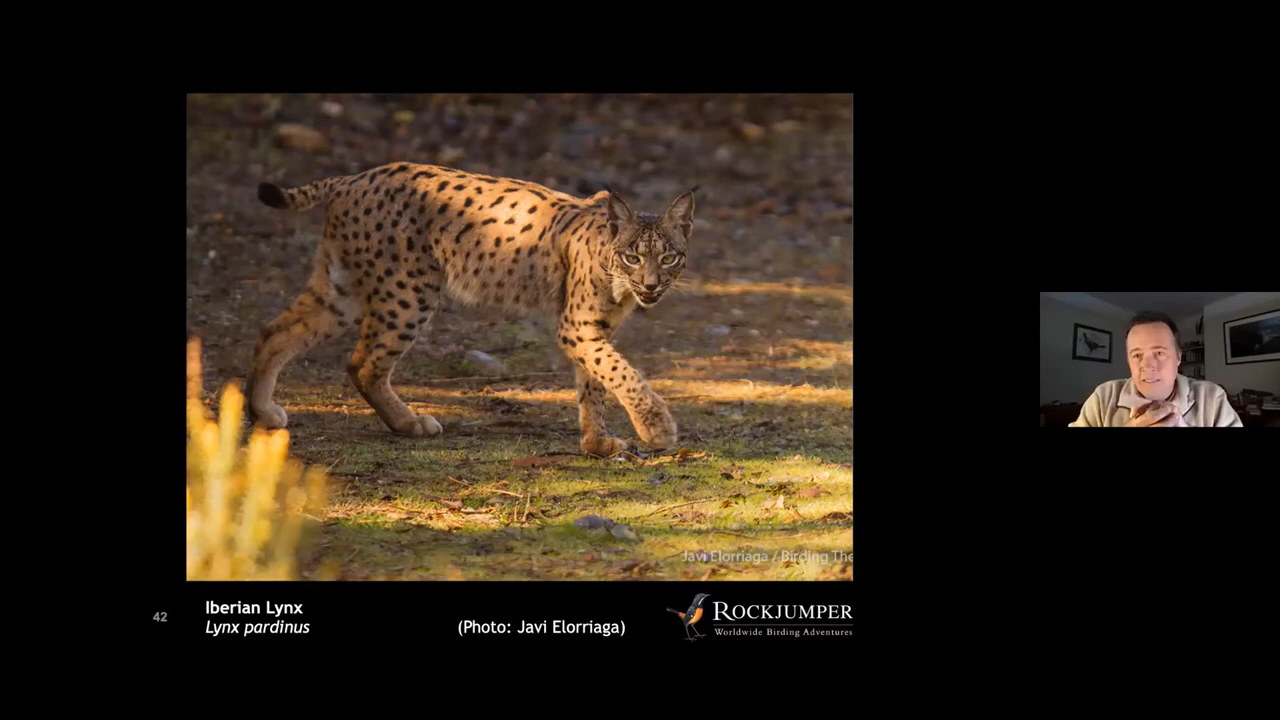 Javi Elorriaga / Birding The
42
Iberian Lynx
Lynx pardinus
(Photo: Javi Elorriaga)
ROCKJUMPER
Worldwide Birding Adventures